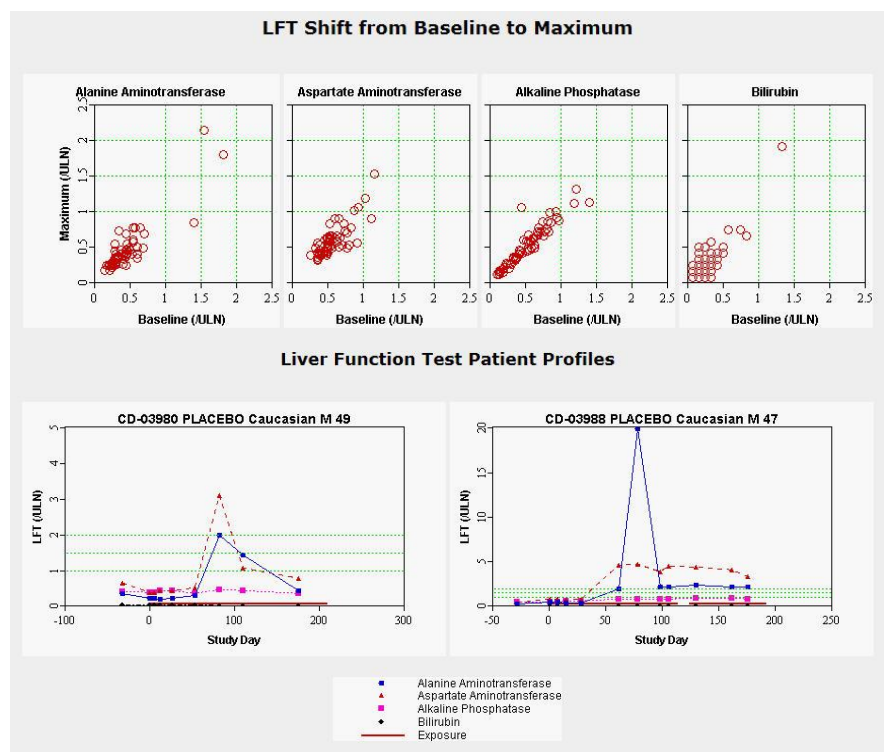 LFT Shift from Baseline to Maximum
Alanine Aminotransferase
Aspartate Aminotransferase
Alkaline Phosphatase
Bilirubin
Maximum (/ULN)
2.5
2
1.5
1
0.5
0
0 0.5 1 1.5 2 2.5
0 0.5 1 1.5 2 2.5
0 0.5 1 1.5 2 2.5
0 0.5 1 1.5 2 2.5
Baseline (/ULN)
Baseline (/ULN)
Baseline (/ULN)
Baseline (/ULN)
Liver Function Test Patient Profiles
CD-03980 PLACEBO Caucasian M 49
LFT (/ULN)
5
4
3
2
1
0
-100 0 100 200 300
Study Day
CD-03988 PLACEBO Caucasian M 47
LFT (/ULN)
20
15
10
5
0
-50 0 50 100 150 200 250
Study Day
Alanine Aminotransferase
Aspartate Aminotransferase
Alkaline Phosphatase
Bilirubin
Exposure